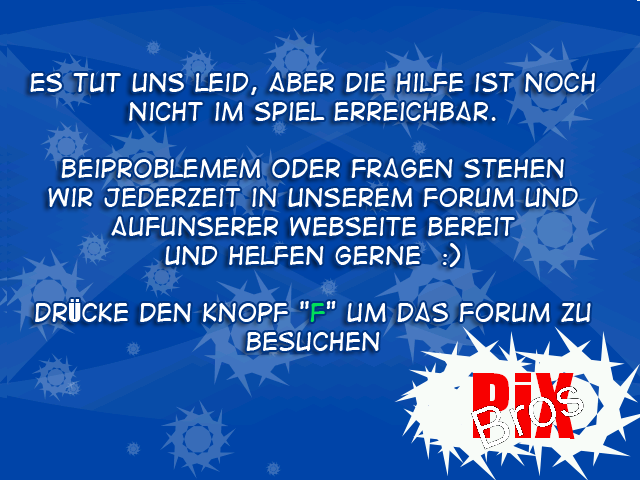 ES TUT UNS LEID, ABER DIE HILFE IST NOCH
NICHT IM SPIEL ERREICHBAR.
BEIPROBLEMEM ODER FRAGEN STEHEN
WIR JEDERZEIT IN UNSEREM FORUM UND
AUFUNSERER WEBSEITE BEREIT
UND HELFEN GERNE :)
DRÜCKE DEN KNOPF "F" UM DAS FORUM ZU
BESUCHEN
PiX
Bros